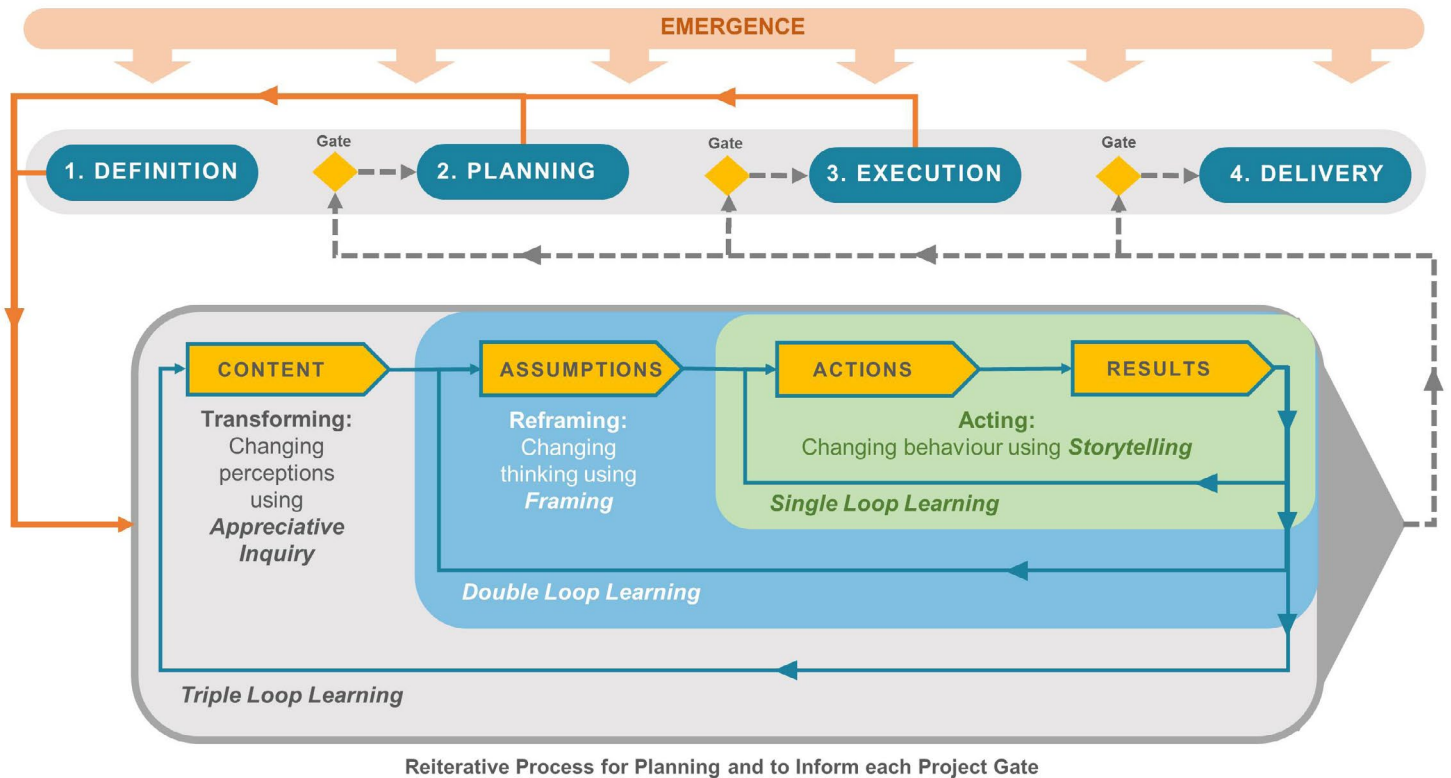 EMERGENCE
Gate
Gate
Gate
1. DEFINITION
2. PLANNING
3. EXECUTION
4. DELIVERY
CONTENT
ASSUMPTIONS
ACTIONS
RESULTS
Transforming:
Changing
perceptions
using
Appreciative
Inquiry
Reframing:
Changing
thinking using
Framing
Acting:
Changing behaviour using Storytelling
Single Loop Learning
Double Loop Learning
Triple Loop Learning
Reiterative Process for Planning and to Inform each Project Gate